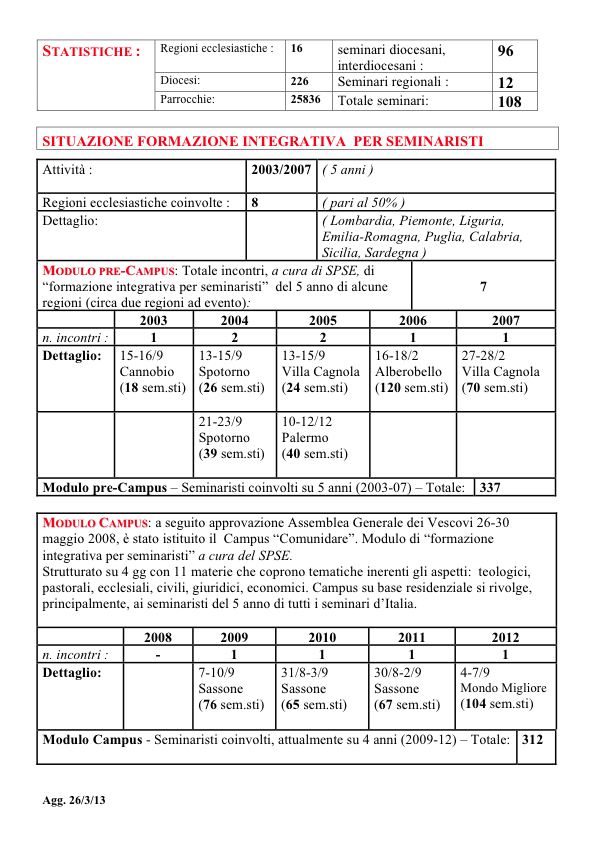 STATISTICHE : Regioni ecclesiastiche : 16 seminari diocesani, interdiocesani : 96
Diocesi: 226 Seminari regionali : 12
Parrocchie: 25836 Totale seminari: 108
SITUAZIONE FORMAZIONE INTEGRATIVA PER SEMINARISTI
Attività : 2003/2007 ( 5 anni )
Regioni ecclesiastiche coinvolte : 8 ( pari al 50% )
Dettaglio: ( Lombardia, Piemonte, Liguria,
Emilia-Romagna, Puglia, Calabria,
Sicilia, Sardegna )
MODULO PRE-CAMPUS: Totale incontri, a cura di SPSE, di
“formazione integrativa per seminaristi” del 5 anno di alcune
regioni (circa due regioni ad evento): 7
2003 2004 2005 2006 2007
n. incontri : 1 2 2 1 1
Dettaglio: 15-16/9 13-15/9 13-15/9 16-18/2 27-28/2
Cannobio Spotorno Villa Cagnola Alberobello Villa Cagnola
(18 sem.sti) (26 sem.sti) (24 sem.sti) (120 sem.sti) (70 sem.sti)
21-23/9 10-12/12
Spotorno Palermo
(39 sem.sti) (40 sem.sti)
Modulo pre-Campus – Seminaristi coinvolti su 5 anni (2003-07) – Totale: 337
MODULO CAMPUS: a seguito approvazione Assemblea Generale dei Vescovi 26-30
maggio 2008, è stato istituito il Campus “Comunidare”. Modulo di “formazione
integrativa per seminaristi” a cura del SPSE.
Strutturato su 4 gg con 11 materie che coprono tematiche inerenti gli aspetti: teologici,
pastorali, ecclesiali, civili, giuridici, economici. Campus su base residenziale si rivolge,
principalmente, ai seminaristi del 5 anno di tutti i seminari d’Italia.
2008 2009 2010 2011 2012
n. incontri : - 1 1 1 1
Dettaglio: 7-10/9 31/8-3/9 30/8-2/9 4-7/9
Sassone Sassone Sassone Mondo Migliore
(76 sem.sti) (65 sem.sti) (67 sem.sti) (104 sem.sti)
Modulo Campus - Seminaristi coinvolti, attualmente su 4 anni (2009-12) – Totale: 312
Agg. 26/3/13